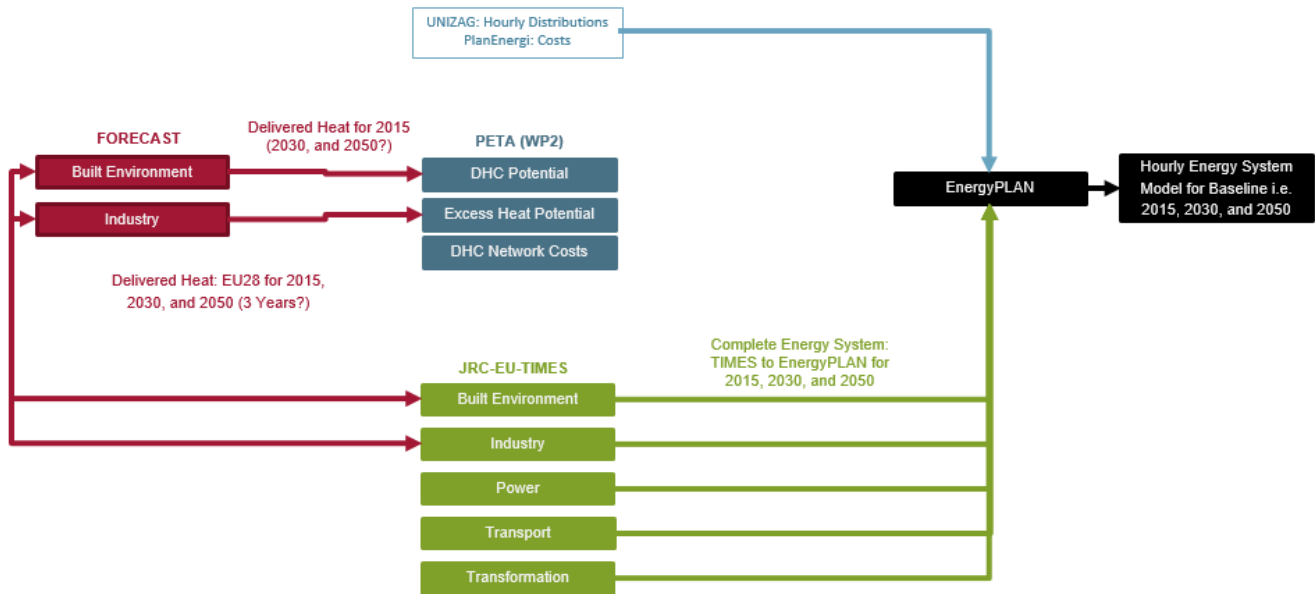 UNIZAG: Hourly Distributions
PlanEnergi: Costs
FORECAST
Delivered Heat for 2015
(2030, and 2050?)
PETA (WP2)
Built Environment
DHC Potential
Industry
Excess Heat Potential
DHC Network Costs
EnergyPLAN
Hourly Energy System
Model for Baseline i.e.
2015, 2030, and 2050
Delivered Heat: EU28 for 2015,
2030, and 2050 (3 Years?)
JRC-EU-TIMES
Complete Energy System:
TIMES to EnergyPLAN for
2015, 2030, and 2050
Built Environment
Industry
Power
Transport
Transformation